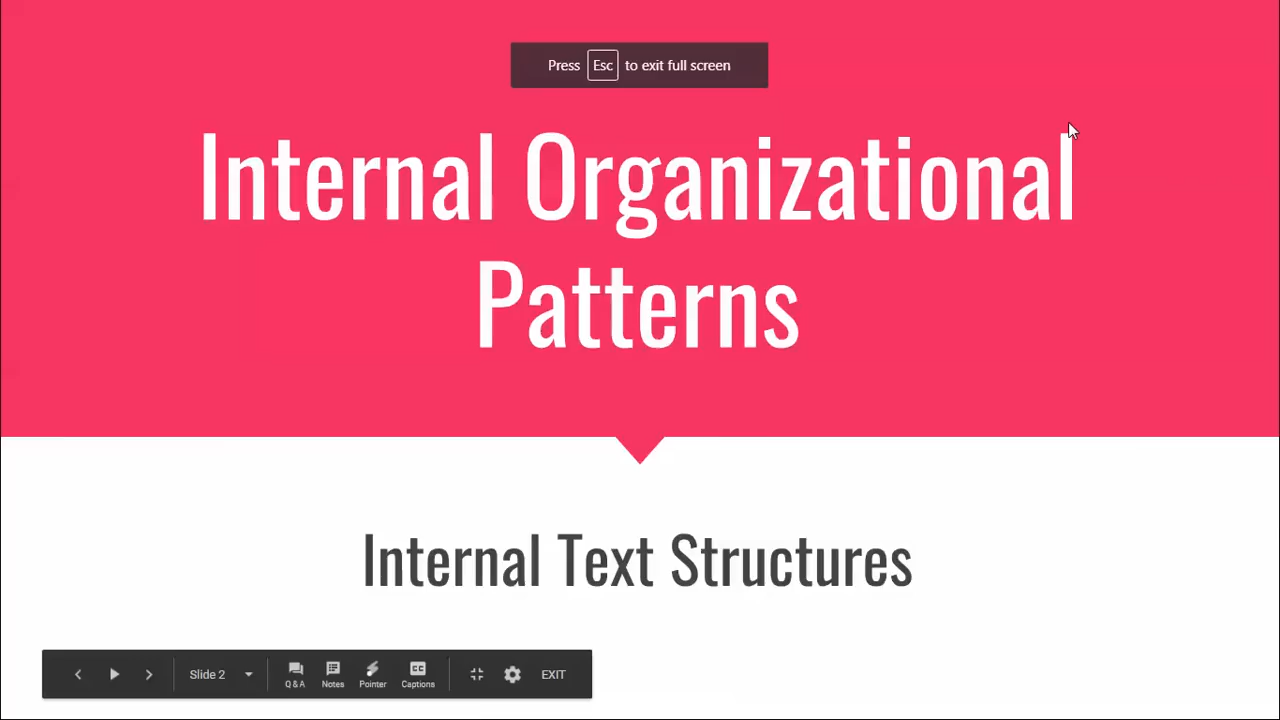 Press Esc to exit full screen
Internal Organizational
Patterns
Internal Text Structures
Slide 2
Q & A Notes Pointer Captions
EXIT